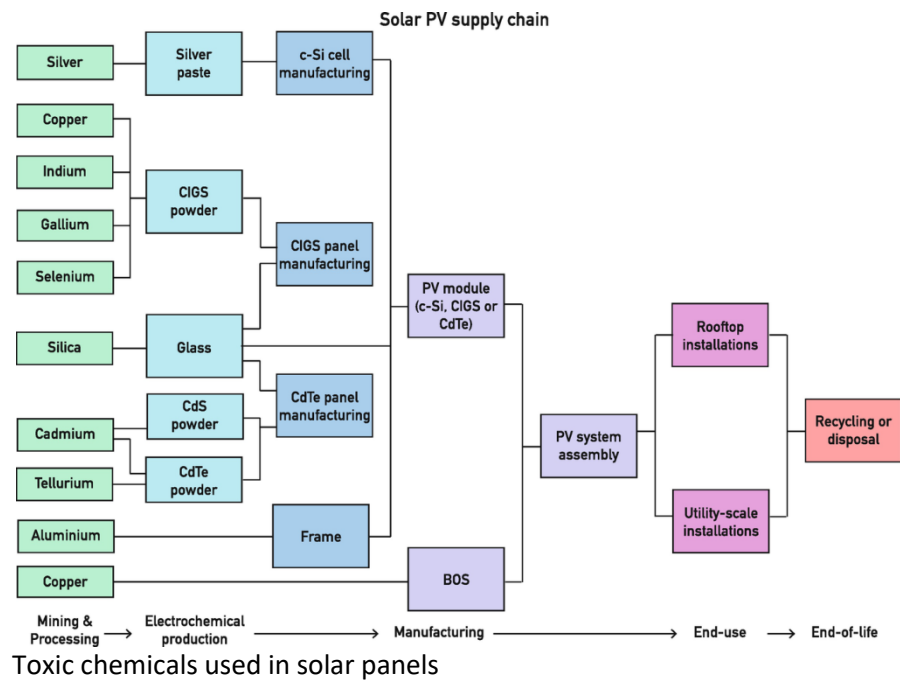 Solar PV supply chain
Silver
Silver
paste
c-Si cell
manufacturing
Copper
Indium
Gallium
Selenium
CIGS
powder
CIGS panel
manufacturing
Silica
Glass
CdTe panel
manufacturing
Cadmium
Tellurium
CdS
powder
CdTe
powder
Aluminium
Frame
Copper
BOS
PV module
(c-Si, CIGS or
CdTe)
PV system
assembly
Rooftop
installations
Utility-scale
installations
Recycling or
disposal
Mining &
Processing
Electrochemical
production
Manufacturing
End-use
End-of-life
Toxic chemicals used in solar panels